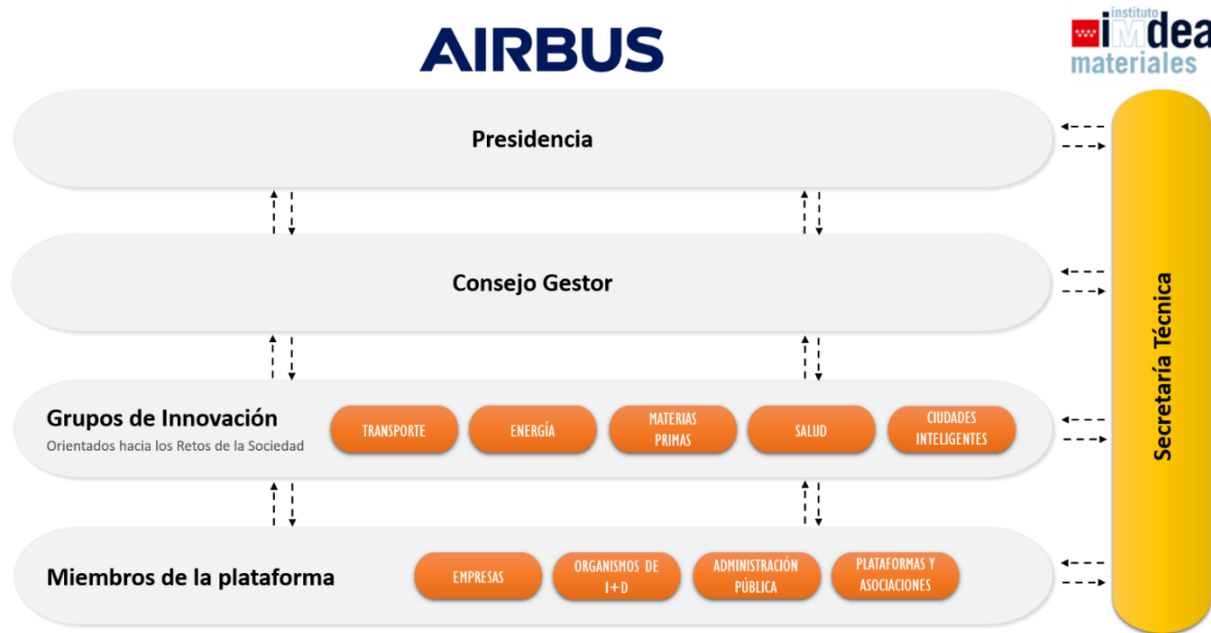 AIRBUS
instituto
iMdea
materiales
Presidencia
Consejo Gestor
Grupos de Innovación
Orientados hacia los Retos de la Sociedad
TRANSPORTE
ENERGÍA
MATERIAS
PRIMAS
SALUD
CIUDADES
INTELIGENTES
Miembros de la plataforma
EMPRESAS
ORGANISMOS DE
I+D
ADMINISTRACIÓN
PÚBLICA
PLATAFORMAS Y
ASOCIACIONES
Secretaría Técnica